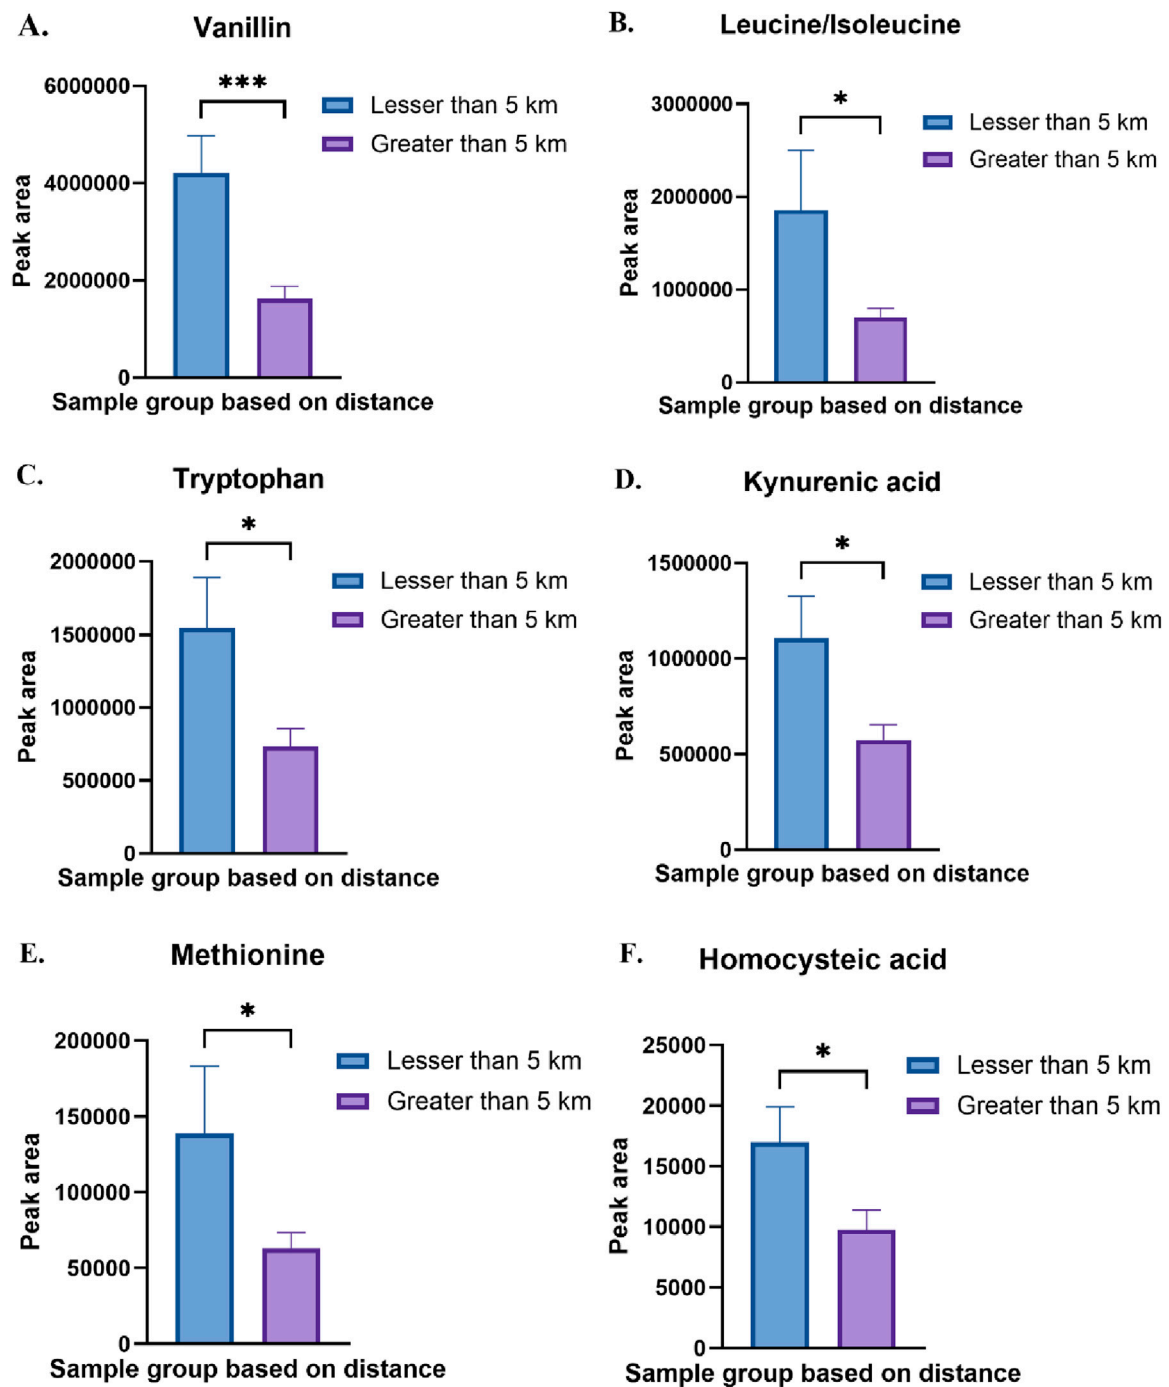 A.
Vanillin
***
6000000
4000000
2000000
0
Peak area
Lesser than 5 km
Greater than 5 km
Sample group based on distance
B.
Leucine/Isoleucine
*
3000000
2000000
1000000
0
Peak area
Lesser than 5 km
Greater than 5 km
Sample group based on distance
C.
Tryptophan
*
2000000
1500000
1000000
500000
0
Peak area
Lesser than 5 km
Greater than 5 km
Sample group based on distance
D.
Kynurenic acid
*
1500000
1000000
500000
0
Peak area
Lesser than 5 km
Greater than 5 km
Sample group based on distance
E.
Methionine
*
200000
150000
100000
50000
0
Peak area
Lesser than 5 km
Greater than 5 km
Sample group based on distance
F.
Homocysteic acid
*
25000
20000
15000
10000
5000
0
Peak area
Lesser than 5 km
Greater than 5 km
Sample group based on distance